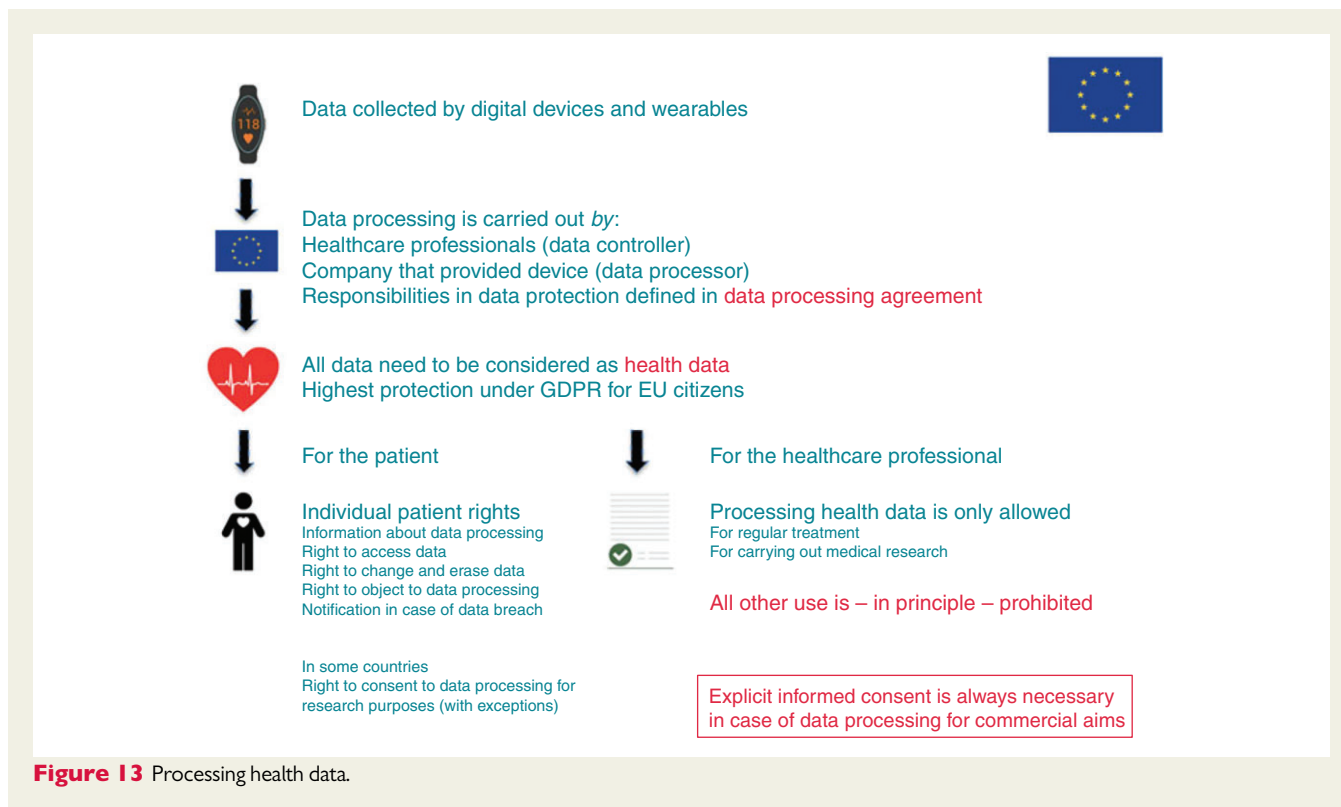 118
Data collected by digital devices and wearables
Data processing is carried out by:
Healthcare professionals (data controller)
Company that provided device (data processor)
Responsibilities in data protection defined in data processing agreement
All data need to be considered as health data
Highest protection under GDPR for EU citizens
For the patient
Individual patient rights
Information about data processing
Right to access data
Right to change and erase data
Right to object to data processing
Notification in case of data breach
In some countries
Right to consent to data processing for
research purposes (with exceptions)
For the healthcare professional
Processing health data is only allowed
For regular treatment
For carrying out medical research
All other use is – in principle – prohibited
Explicit informed consent is always necessary
in case of data processing for commercial aims
Figure 13 Processing health data.